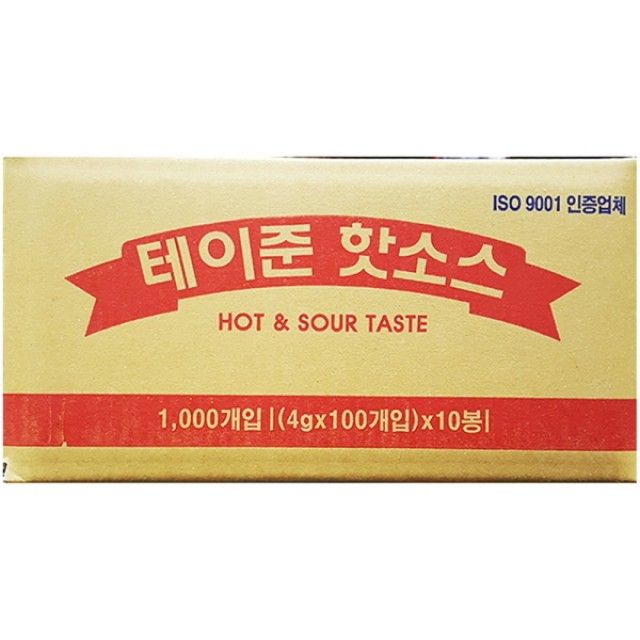 ISO 9001 인증업체
테이준 핫소스
HOT & SOUR TASTE
1,000개입 |(4gx100개입)x10봉|